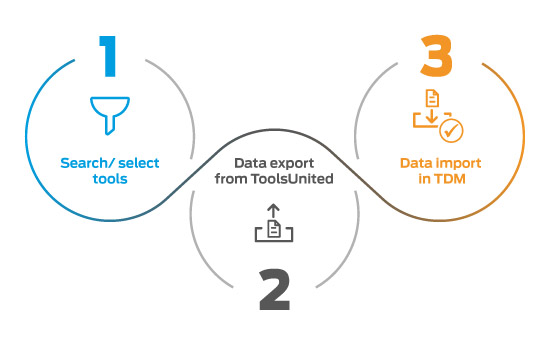 1
Search/ select
tools
2
Data export
from ToolsUnited
3
Data import
in TDM